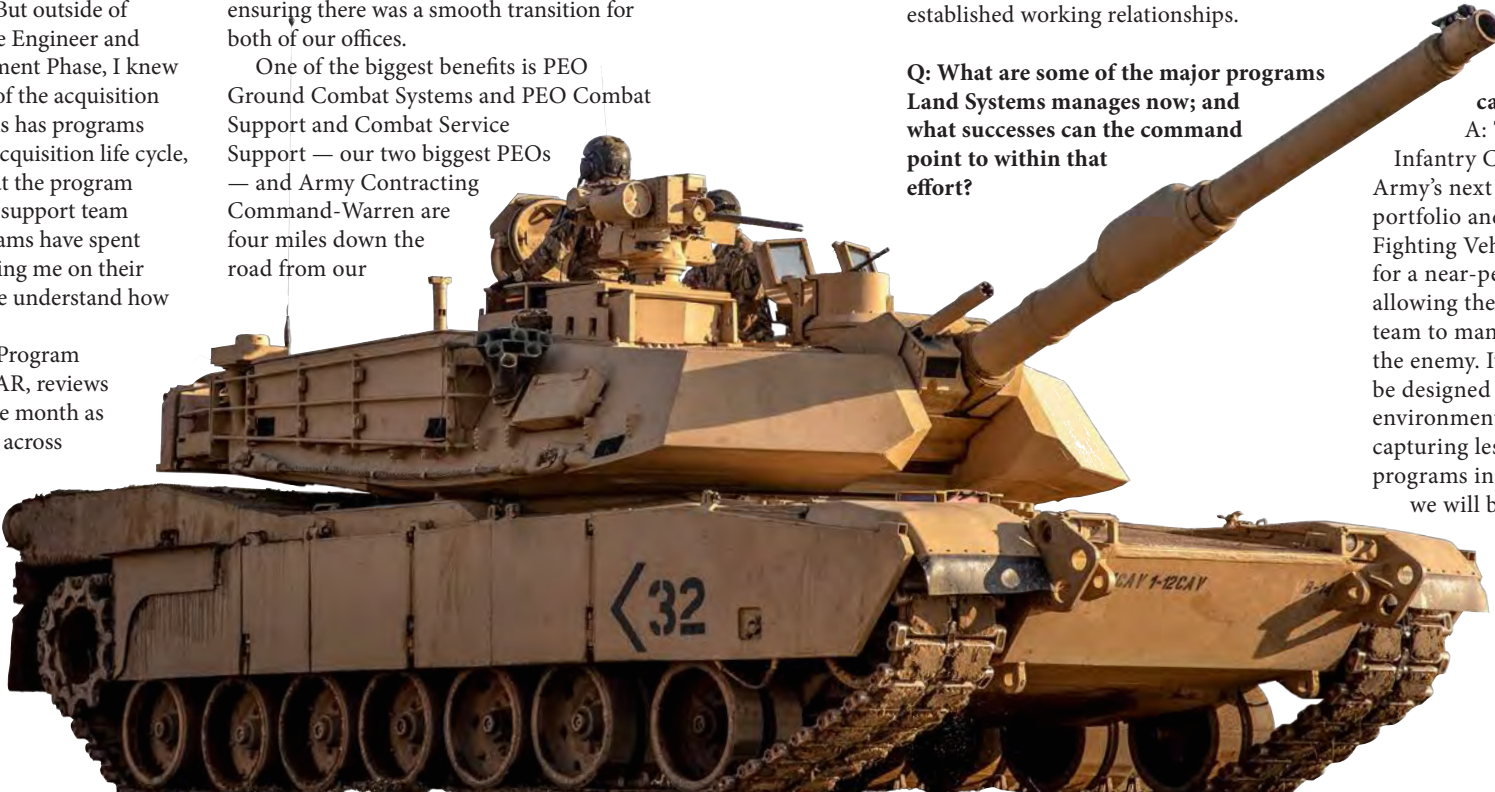 But outside of
e Engineer and
ment Phase, I knew
of the acquisition
s has programs
cquisition life cycle,
at the program
support team
ams have spent
ing me on their
e understand how
Program
AR, reviews
e month as
across
ensuring there was a smooth transition for
both of our offices.
One of the biggest benefits is PEO
Ground Combat Systems and PEO Combat
Support and Combat Service
Support — our two biggest PEOs
— and Army Contracting
Command-Warren are
four miles down the
road from our
established working relationships.
Q: What are some of the major programs
Land Systems manages now; and
what successes can the command
point to within that
effort?
ca
A:
Infantry C
Army’s next
portfolio and
Fighting Veh
for a near-pe
allowing the
team to man
the enemy. I
be designed
environment
capturing les
programs in
we will b
<32
CAV 1-12CAV